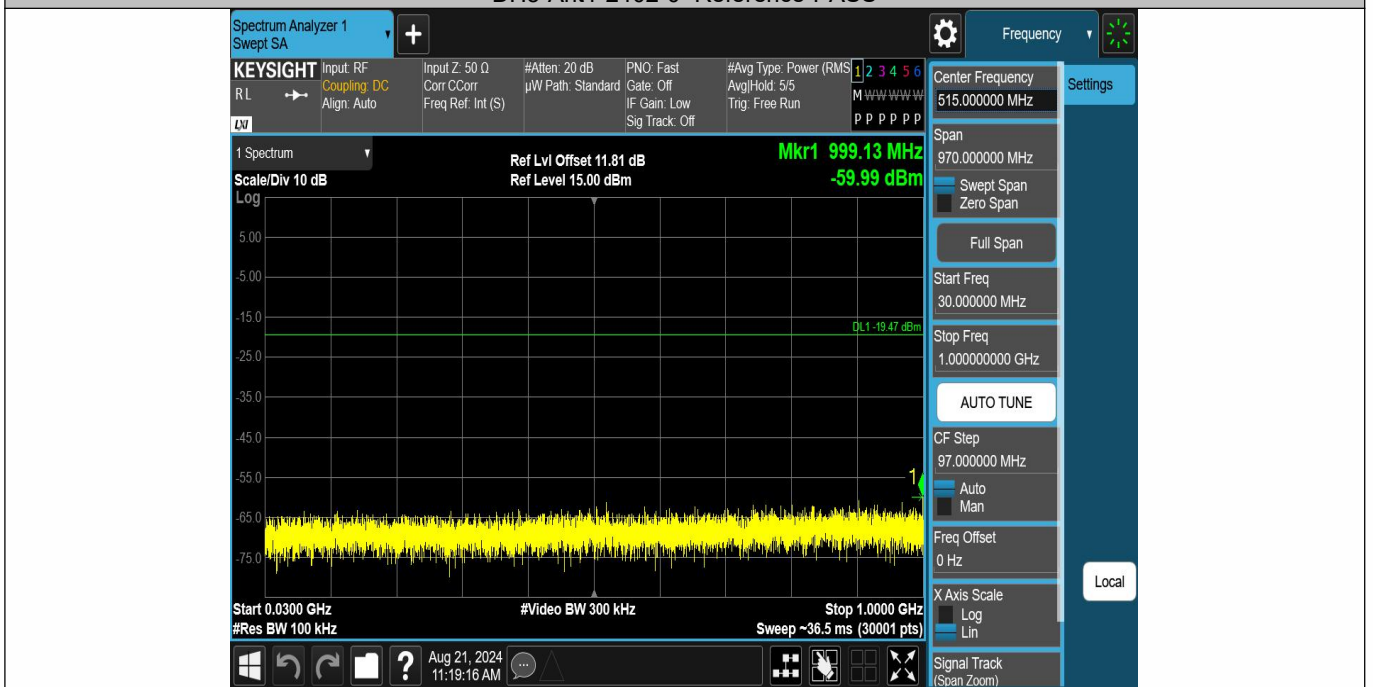 Spectrum Analyzer 1
Swept SA
Frequency
KEYSIGHT
RL
LXI
Input: RF
Coupling: DC
Align: Auto
Input Z: 50 Ω
Corr CCorr
Freq Ref: Int (S)
#Atten: 20 dB
µW Path: Standard
PNO: Fast
Gate: Off
IF Gain: Low
Sig Track: Off
#Avg Type: Power (RMS
Avg|Hold: 5/5
Trig: Free Run
1 2 3 4 5 6
M W W W W W
P P P P P P
1 Spectrum
Scale/Div 10 dB
Log
Ref Lvl Offset 11.81 dB
Ref Level 15.00 dBm
Mkr1 999.13 MHz
-59.99 dBm
5.00
-5.00
-15.0
DL1 -19.47 dBm
-25.0
-35.0
-45.0
-55.0
1
-65.0
-75.0
Start 0.0300 GHz
#Res BW 100 kHz
#Video BW 300 kHz
Stop 1.0000 GHz
Sweep ~36.5 ms (30001 pts)
Center Frequency
515.000000 MHz
Settings
Span
970.000000 MHz
Swept Span
Zero Span
Full Span
Start Freq
30.000000 MHz
Stop Freq
1.000000000 GHz
AUTO TUNE
CF Step
97.000000 MHz
Auto
Man
Freq Offset
0 Hz
X Axis Scale
Log
Lin
Local
Signal Track
(Span Zoom)
?
Aug 21, 2024
11:19:16 AM